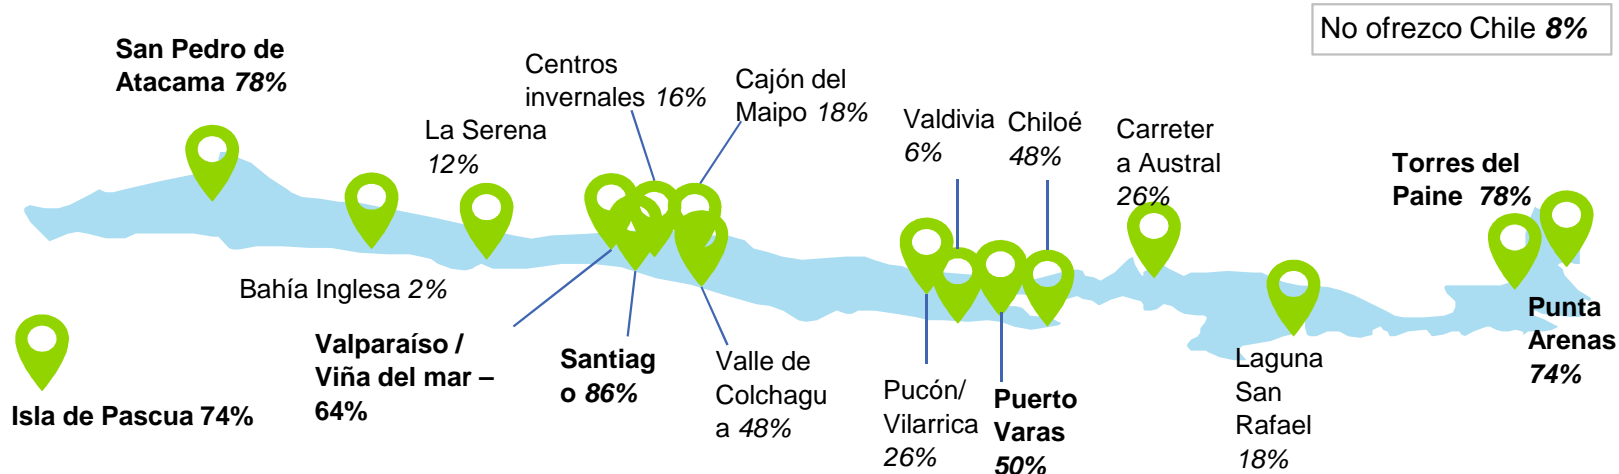 No ofrezco Chile 8%
San Pedro de
Atacama 78%
La Serena
12%
Centros
invernales 16%
Cajón del
Maipo 18%
Valdivia
6%
Chiloé
48%
Carreter
a Austral
26%
Torres del
Paine 78%
Bahía Inglesa 2%
Isla de Pascua 74%
Valparaíso /
Viña del mar –
64%
Santiag
o 86%
Valle de
Colchagu
a 48%
Pucón/
Vilarrica
26%
Puerto
Varas
50%
Laguna
San
Rafael
18%
Punta
Arenas
74%